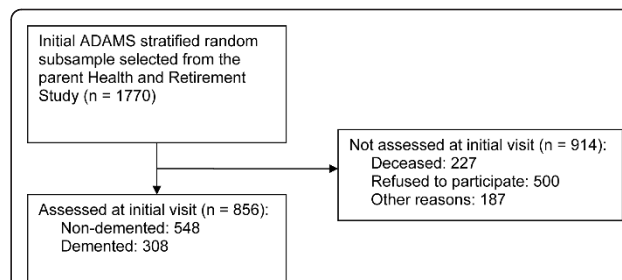 Initial ADAMS stratified random
subsample selected from the
parent Health and Retirement
Study (n = 1770)
Not assessed at initial visit (n = 914):
Deceased: 227
Refused to participate: 500
Other reasons: 187
Assessed at initial visit (n = 856):
Non-demented: 548
Demented: 308